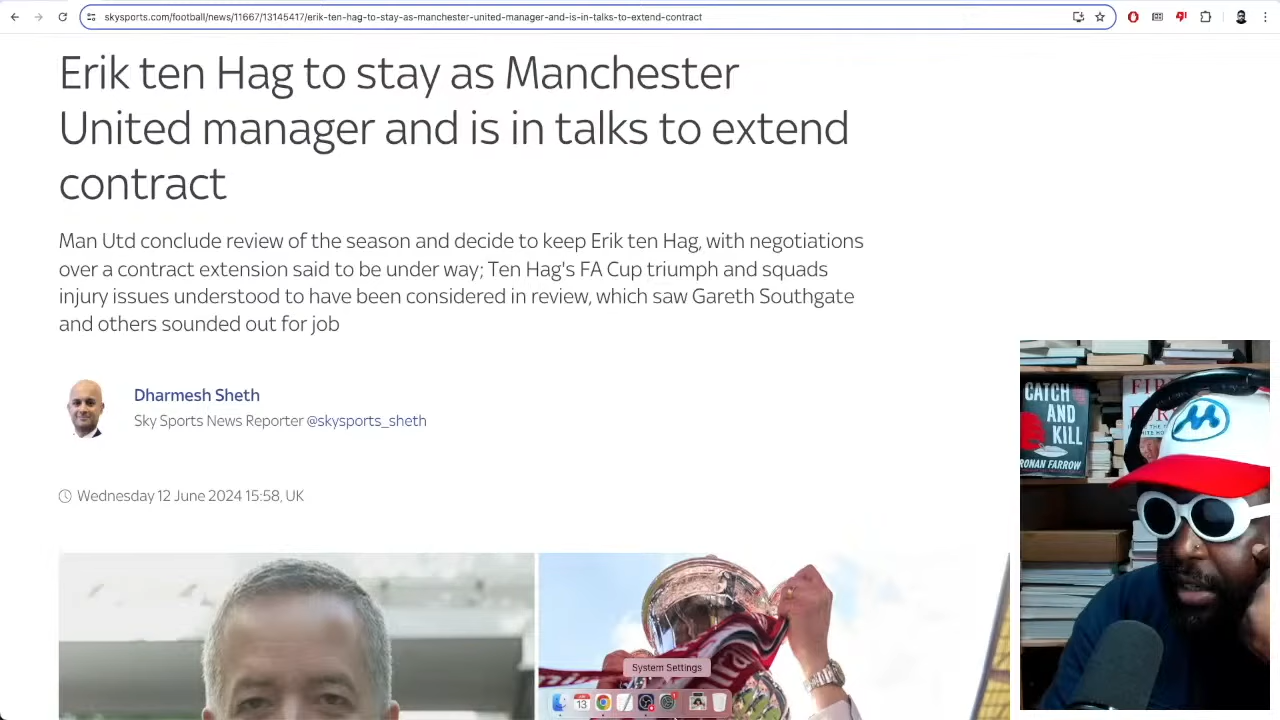 skysports.com/football/news/11667/13145417/erik-ten-hag-to-stay-as-manchester-united-manager-and-is-in-talks-to-extend-contract
Erik ten Hag to stay as Manchester
United manager and is in talks to extend
contract
Man Utd conclude review of the season and decide to keep Erik ten Hag, with negotiations
over a contract extension said to be under way; Ten Hag's FA Cup triumph and squads
injury issues understood to have been considered in review, which saw Gareth Southgate
and others sounded out for job
Dharmesh Sheth
Sky Sports News Reporter @skysports_sheth
Wednesday 12 June 2024 15:58, UK
CATCH
AND
KILL
RONAN FARROW
System Settings
13